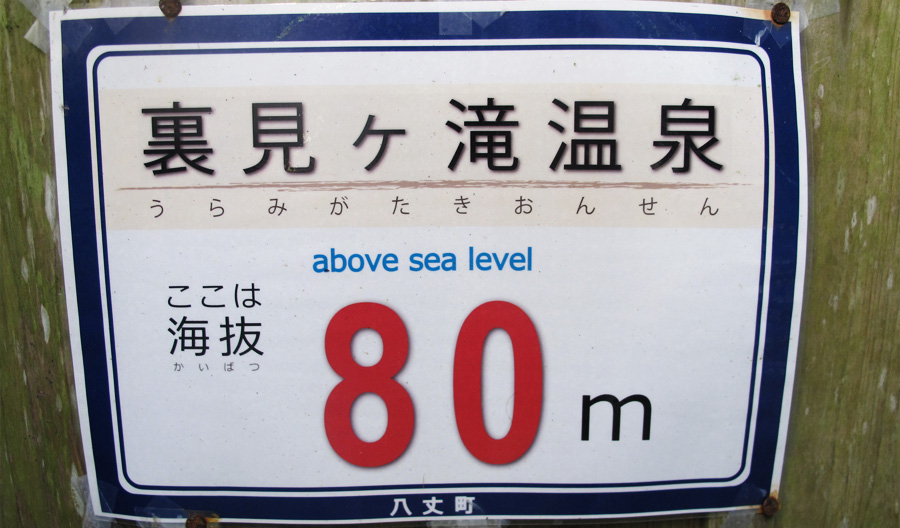 裏見ヶ滝温泉
うらみがたきおんせん
above sea level
ここは
海抜
かいばつ
80m
八丈町